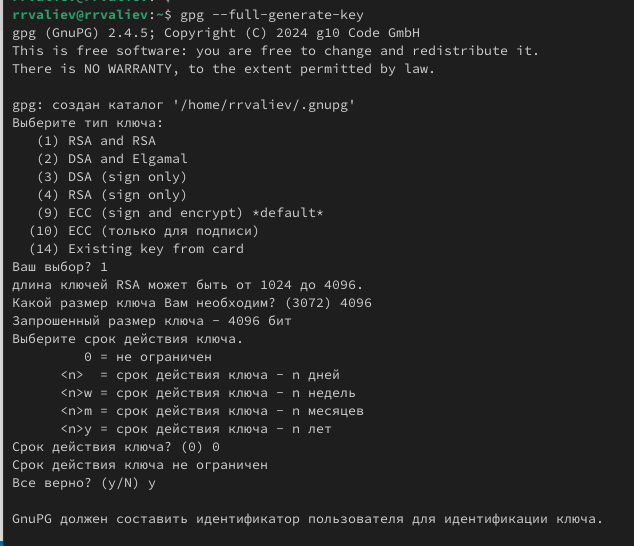 rrvaliev@rrvaliev:~$ gpg --full-generate-key
gpg (GnuPG) 2.4.5; Copyright (C) 2024 g10 Code GmbH
This is free software: you are free to change and redistribute it.
There is NO WARRANTY, to the extent permitted by law.

gpg: создан каталог '/home/rrvaliev/.gnupg'
Выберите тип ключа:
   (1) RSA and RSA
   (2) DSA and Elgamal
   (3) DSA (sign only)
   (4) RSA (sign only)
   (9) ECC (sign and encrypt) *default*
  (10) ECC (только для подписи)
  (14) Existing key from card
Ваш выбор? 1
длина ключей RSA может быть от 1024 до 4096.
Какой размер ключа Вам необходим? (3072) 4096
Запрошенный размер ключа - 4096 бит
Выберите срок действия ключа.
         0 = не ограничен
      <n>  = срок действия ключа - n дней
      <n>w = срок действия ключа - n недель
      <n>m = срок действия ключа - n месяцев
      <n>y = срок действия ключа - n лет
Срок действия ключа? (0) 0
Срок действия ключа не ограничен
Все верно? (y/N) y

GnuPG должен составить идентификатор пользователя для идентификации ключа.